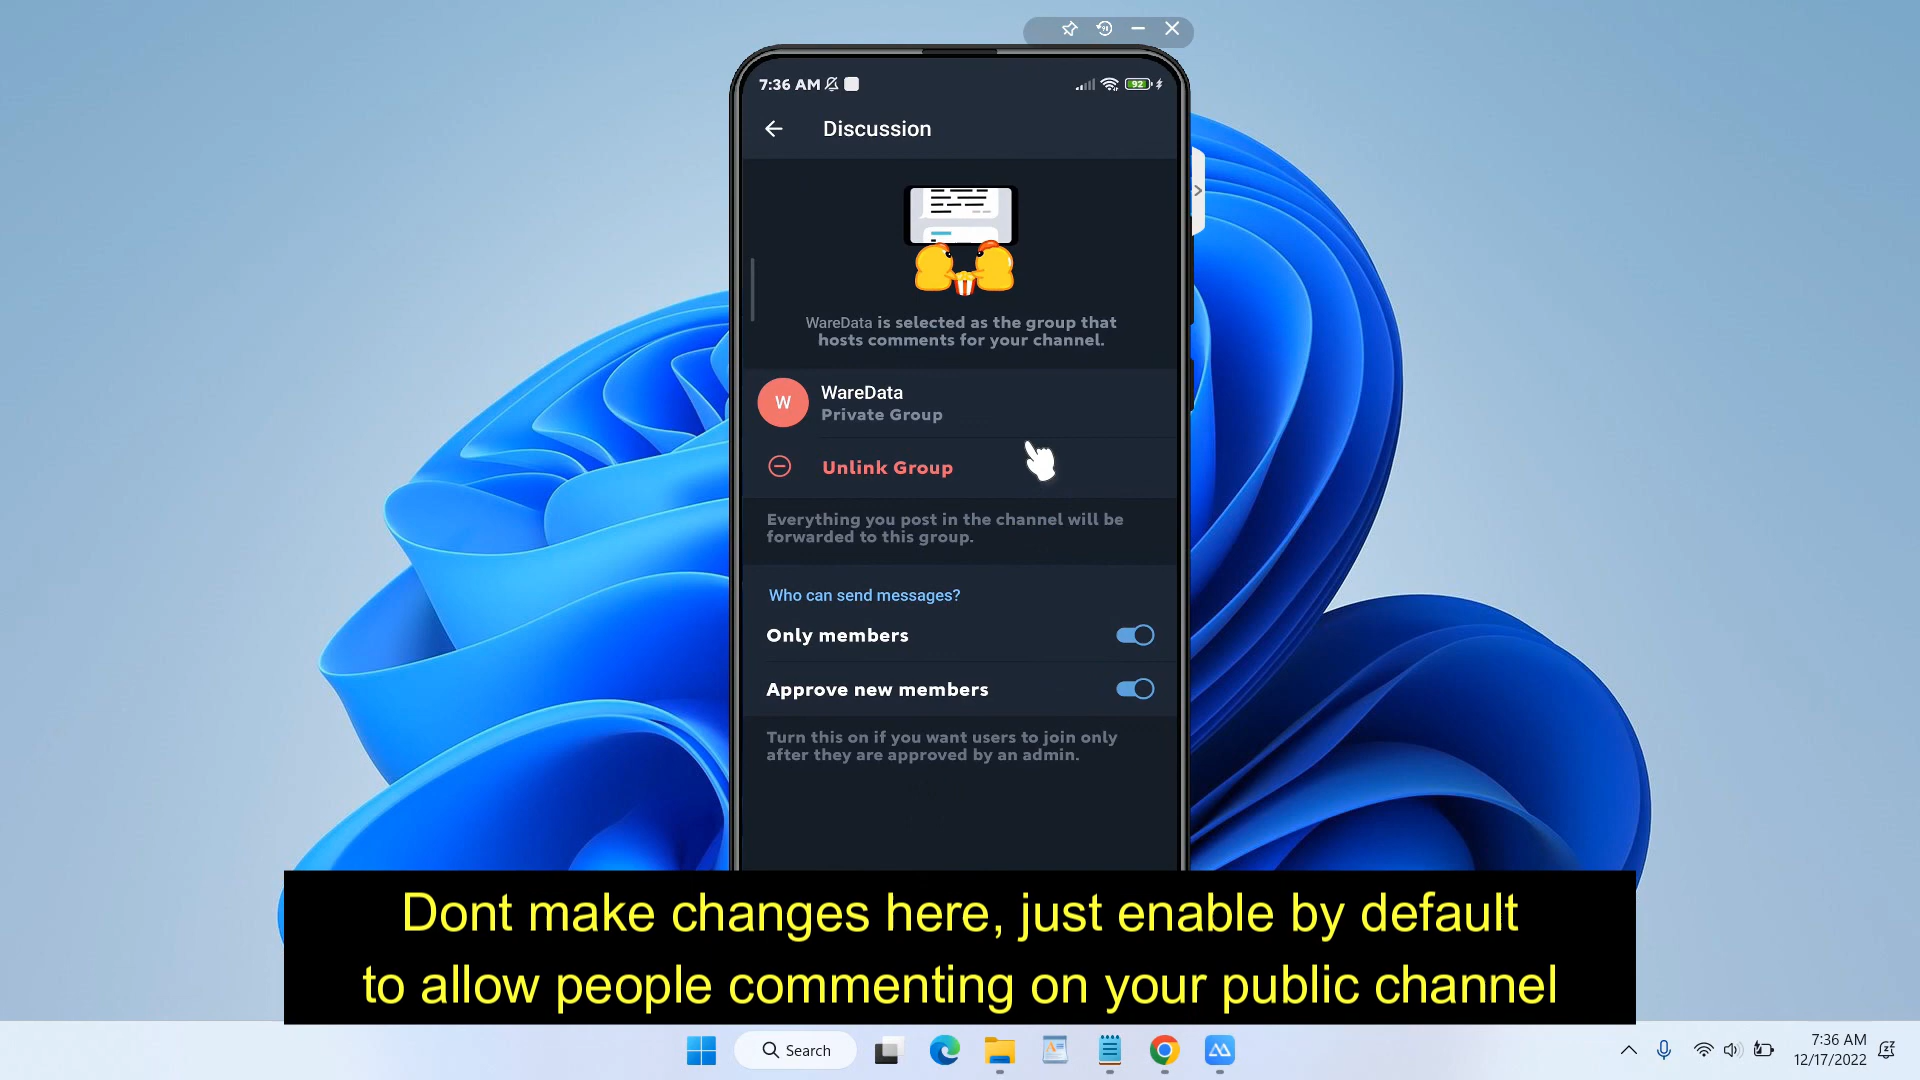 7:36 AM
92
Discussion
WareData is selected as the group that
hosts comments for your channel.
W
WareData
Private Group
Unlink Group
Everything you post in the channel will be
forwarded to this group.
Who can send messages?
Only members
Approve new members
Turn this on if you want users to join only
after they are approved by an admin.
Dont make changes here, just enable by default
to allow people commenting on your public channel
Search
7:36 AM
12/17/2022